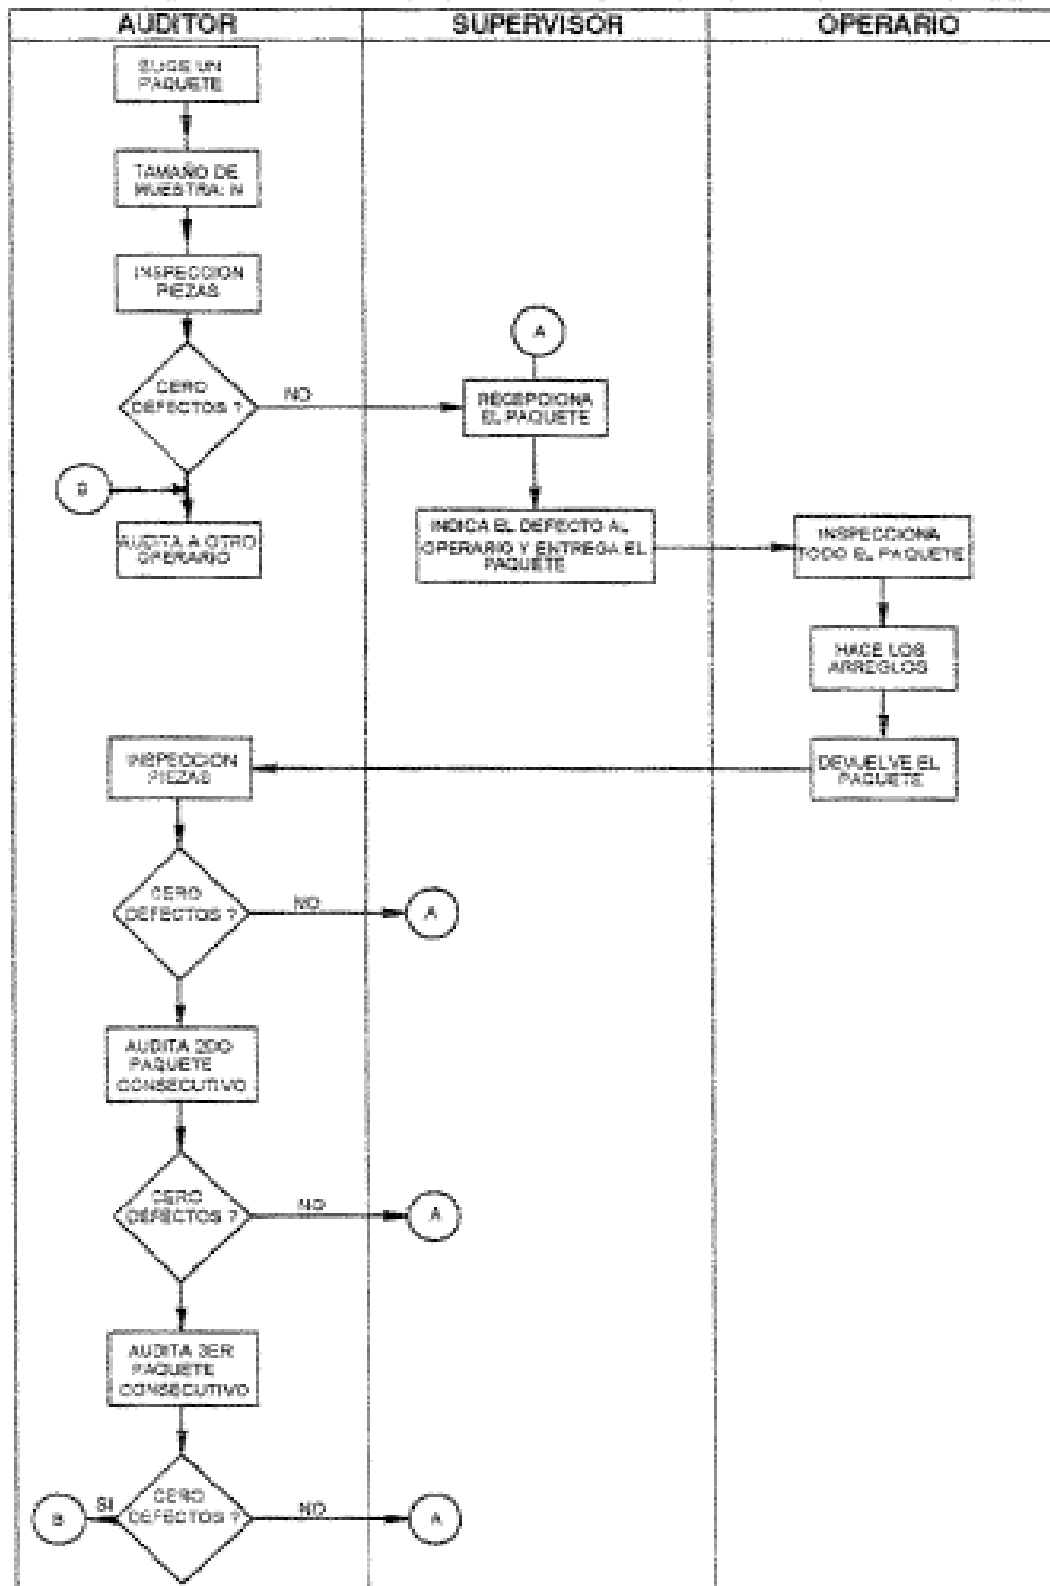 AUDITOR
SUPERVISOR
OPERARIO
ELIGE UN
PAQUETE
TAMAÑO DE
MUESTRA: N
INSPECCION
PIEZAS
A
CERO
DEFECTOS ?
NO
RECEPCIONA
EL PAQUETE
B
AUDITA A OTRO
OPERARIO
INDICA EL DEFECTO AL
OPERARIO Y ENTREGA EL
PAQUETE
INSPECCIONA
TODO EL PAQUETE
HACE LOS
ARREGLOS
INSPECCION
PIEZAS
DEVUELVE EL
PAQUETE
CERO
DEFECTOS ?
NO
A
AUDITA 2DO
PAQUETE
CONSECUTIVO
CERO
DEFECTOS ?
NO
A
AUDITA 3ER
PAQUETE
CONSECUTIVO
B
SI
CERO
DEFECTOS ?
NO
A